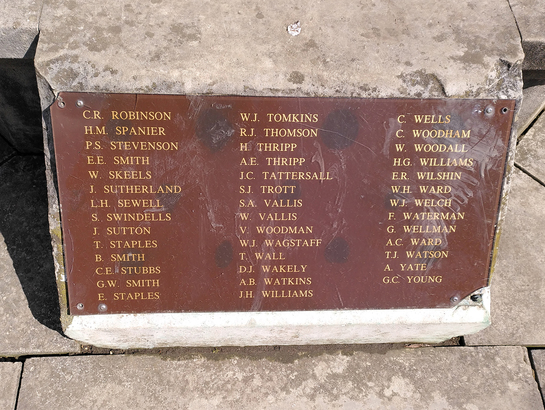 C.R. ROBINSON
H.M. SPANIER
P.S. STEVENSON
E.E. SMITH
W. SKEELS
J. SUTHERLAND
L.H. SEWELL
S. SWINDELLS
J. SUTTON
T. STAPLES
B. SMITH
C.E. STUBBS
G.W. SMITH
E. STAPLES
W.J. TOMKINS
R.J. THOMSON
H. THRIPP
A.E. THRIPP
J.C. TATTERSALL
S.J. TROTT
S.A. VALLIS
W. VALLIS
V. WOODMAN
W.J. WAGSTAFF
T. WALL
D.J. WAKELY
A.B. WATKINS
J.H. WILLIAMS
C. WELLS
C. WOODHAM
W. WOODALL
H.G. WILLIAMS
E.R. WILSHIN
W.H. WARD
W.J. WELCH
F. WATERMAN
G. WELLMAN
A.C. WARD
T.J. WATSON
A. YATE
G.C. YOUNG